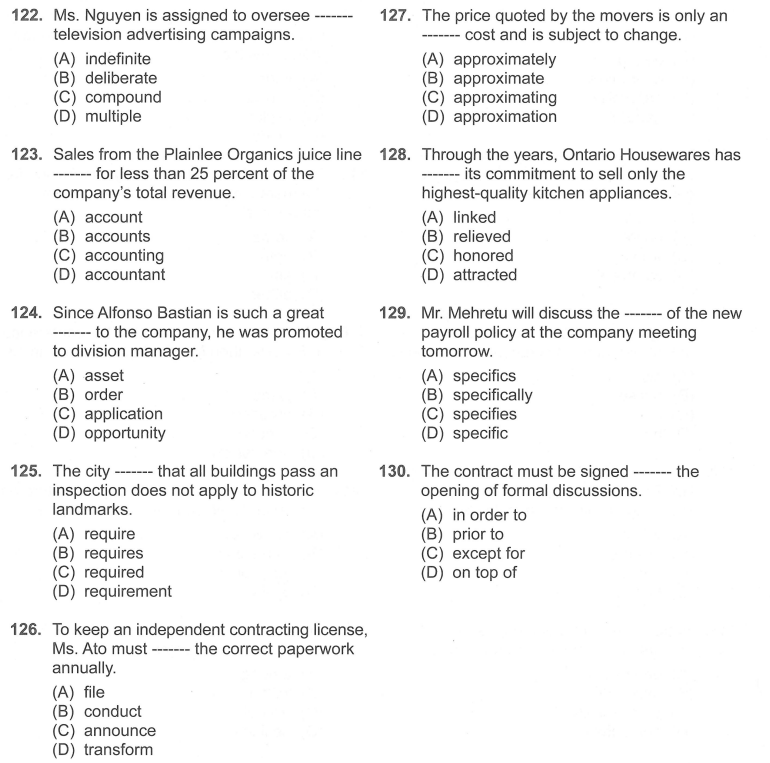 122. Ms. Nguyen is assigned to oversee -------
television advertising campaigns.
(A) indefinite
(B) deliberate
(C) compound
(D) multiple
123. Sales from the Plainlee Organics juice line
------- for less than 25 percent of the
company's total revenue.
(A) account
(B) accounts
(C) accounting
(D) accountant
124. Since Alfonso Bastian is such a great
------- to the company, he was promoted
to division manager.
(A) asset
(B) order
(C) application
(D) opportunity
125. The city ------- that all buildings pass an
inspection does not apply to historic
landmarks.
(A) require
(B) requires
(C) required
(D) requirement
126. To keep an independent contracting license,
Ms. Ato must ------- the correct paperwork
annually.
(A) file
(B) conduct
(C) announce
(D) transform
127. The price quoted by the movers is only an
------- cost and is subject to change.
(A) approximately
(B) approximate
(C) approximating
(D) approximation
128. Through the years, Ontario Housewares has
------- its commitment to sell only the
highest-quality kitchen appliances.
(A) linked
(B) relieved
(C) honored
(D) attracted
129. Mr. Mehretu will discuss the ------- of the new
payroll policy at the company meeting
tomorrow.
(A) specifics
(B) specifically
(C) specifies
(D) specific
130. The contract must be signed ------- the
opening of formal discussions.
(A) in order to
(B) prior to
(C) except for
(D) on top of